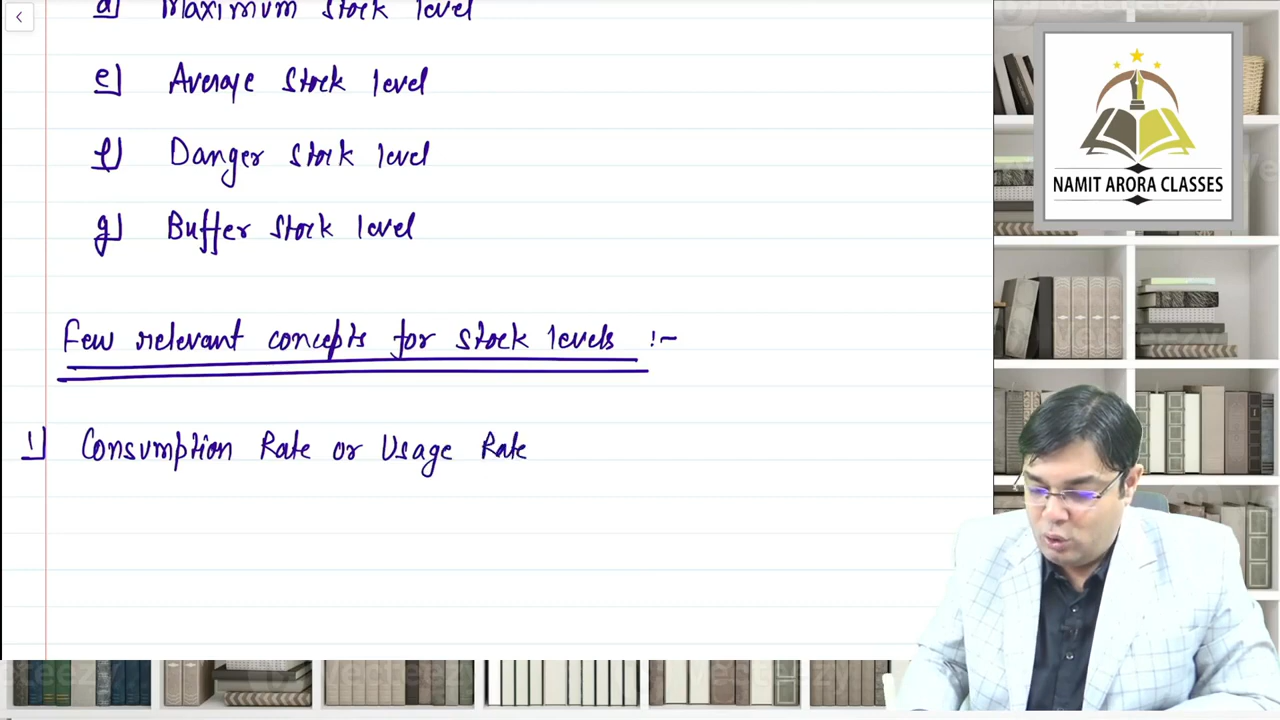 d] Maximum Stock level
e] Average Stock level
f] Danger Stock level
g] Buffer Stock level
Few relevant concepts for stock levels :-
1] Consumption Rate or Usage Rate
NAMIT ARORA CLASSES